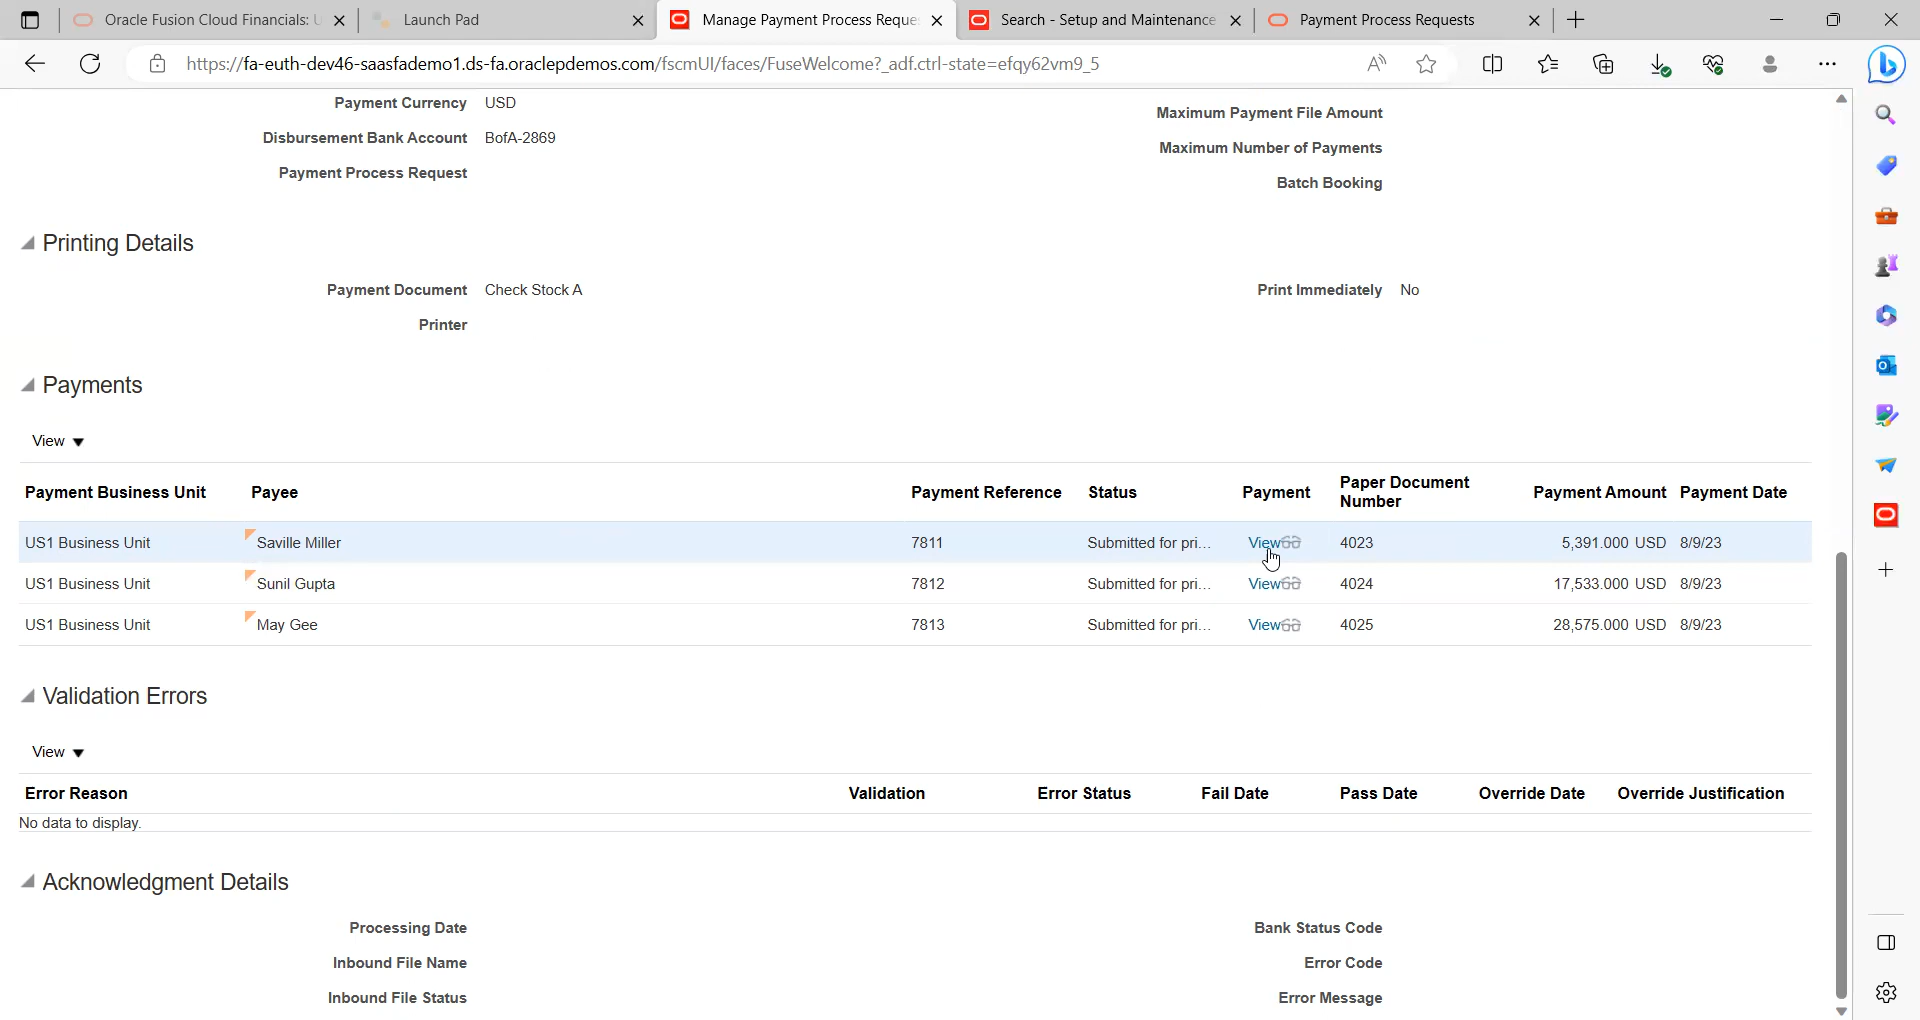 Oracle Fusion Cloud Financials: U
Launch Pad
Manage Payment Process Reque
Search - Setup and Maintenance
Payment Process Requests
https://fa-euth-dev46-saasfademo1.ds-fa.oraclepdemos.com/fscmUI/faces/FuseWelcome?_adf.ctrl-state=efqy62vm9_5
Payment Currency USD
Maximum Payment File Amount
Disbursement Bank Account BofA-2869
Maximum Number of Payments
Payment Process Request
Batch Booking
Printing Details
Payment Document Check Stock A
Print Immediately No
Printer
Payments
View
Payment Business Unit Payee Payment Reference Status Payment Paper Document Number Payment Amount Payment Date
US1 Business Unit Saville Miller 7811 Submitted for pri... View 4023 5,391.000 USD 8/9/23
US1 Business Unit Sunil Gupta 7812 Submitted for pri... View 4024 17,533.000 USD 8/9/23
US1 Business Unit May Gee 7813 Submitted for pri... View 4025 28,575.000 USD 8/9/23
Validation Errors
View
Error Reason Validation Error Status Fail Date Pass Date Override Date Override Justification
No data to display.
Acknowledgment Details
Processing Date
Bank Status Code
Inbound File Name
Error Code
Inbound File Status
Error Message